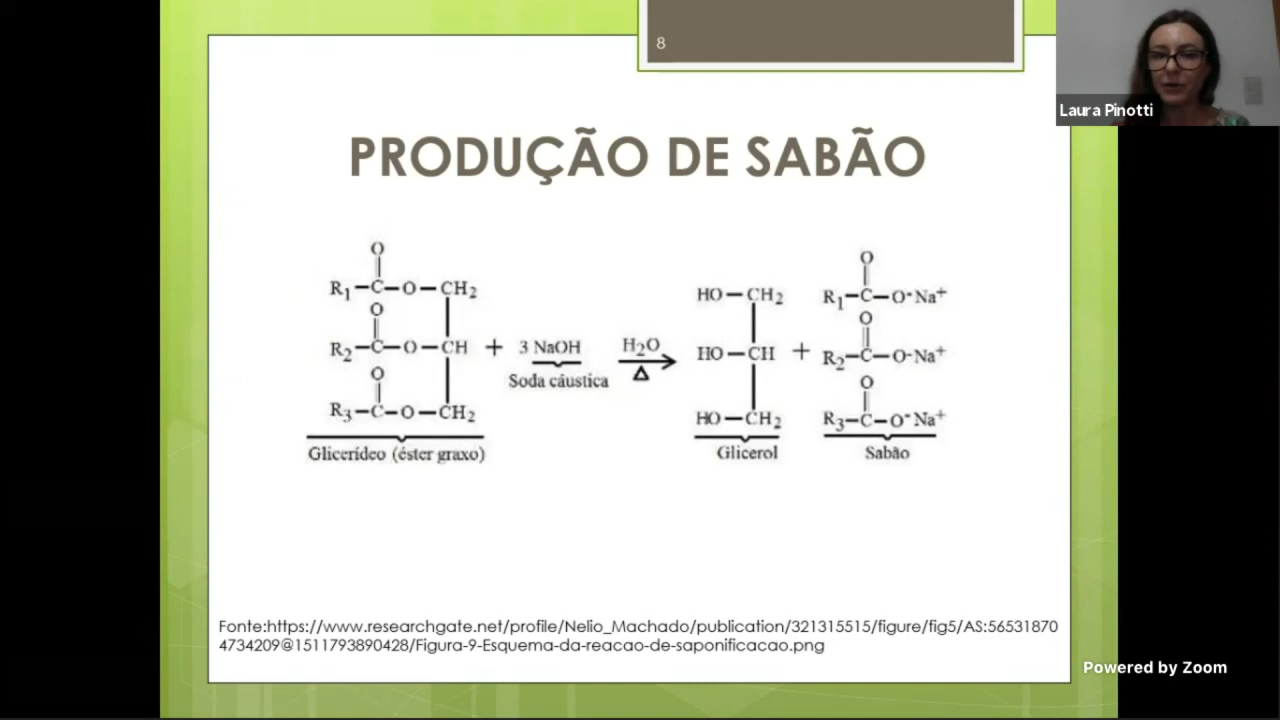 8
Laura Pinotti
PRODUÇÃO DE SABÃO
O
R₁−C−O−CH₂
O
R₂−C−O−CH + 3 NaOH
Soda cáustica
O
R₃−C−O−CH₂
Glicerídeo (éster graxo)
H₂O
Δ
HO−CH₂
HO−CH
HO−CH₂
Glicerol
+
O
R₁−C−O⁻Na⁺
O
R₂−C−O-Na⁺
O
R₃−C−O⁻Na⁺
Sabão
Fonte:https://www.researchgate.net/profile/Nelio_Machado/publication/321315515/figure/fig5/AS:56531870
4734209@1511793890428/Figura-9-Esquema-da-reacao-de-saponificacao.png
Powered by Zoom